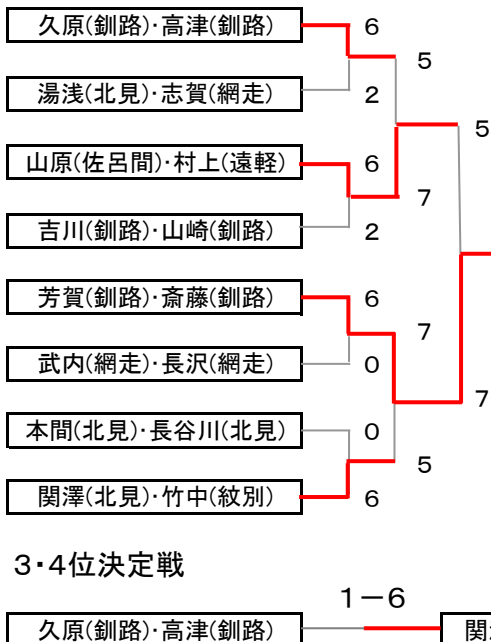 久原(釧路)・高津(釧路) 6
5
湯浅(北見)・志賀(網走) 2
5
山原(佐呂間)・村上(遠軽) 6
7
吉川(釧路)・山崎(釧路) 2
芳賀(釧路)・斎藤(釧路) 6
7
武内(網走)・長沢(網走) 0
7
本間(北見)・長谷川(北見) 0
5
関澤(北見)・竹中(紋別) 6
3・4位決定戦
1－6
久原(釧路)・高津(釧路) 関